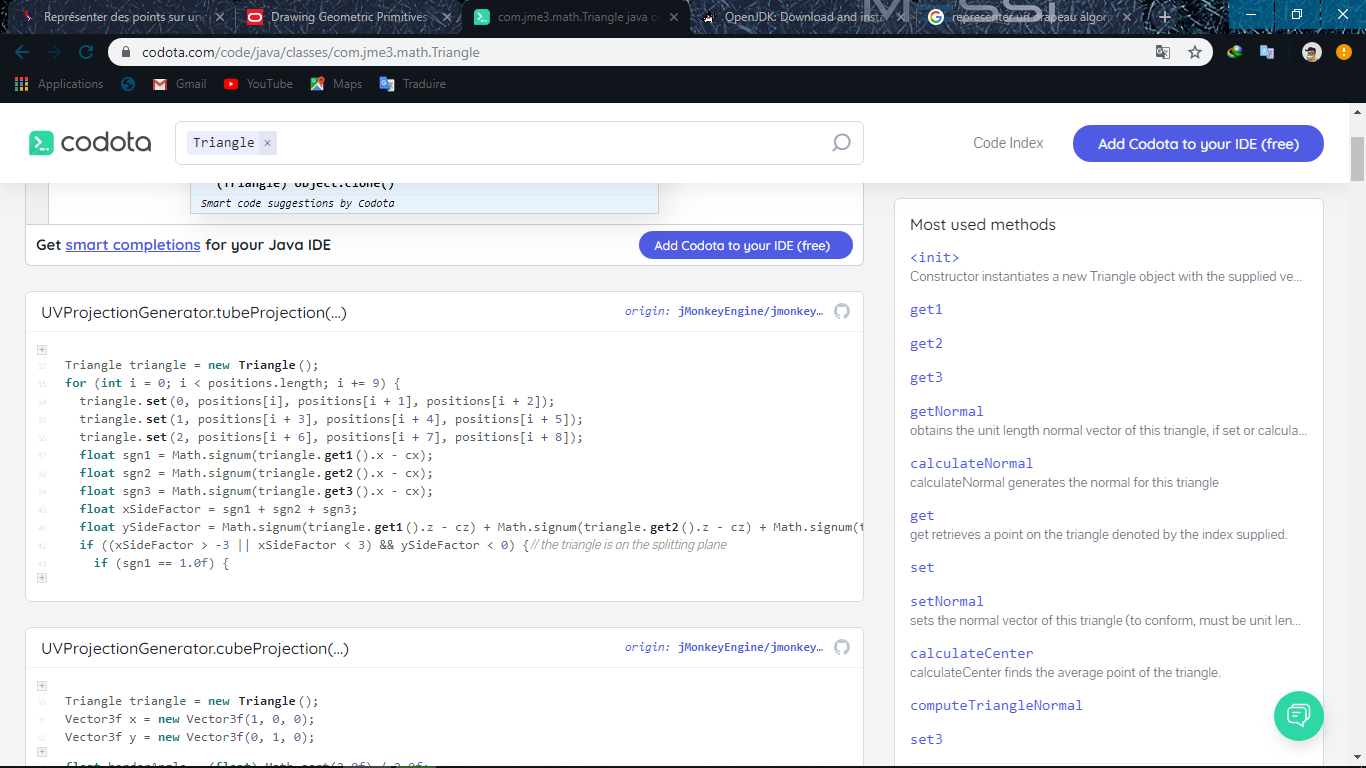 Représenter des points sur une
Drawing Geometric Primitives
com.jme3.math.Triangle java co
OpenJDK: Download and insta
representer un drapeau algori
codota.com/code/java/classes/com.jme3.math.Triangle
Applications
Gmail
YouTube
Maps
Traduire
codota
Triangle ×
Code Index
Add Codota to your IDE (free)
(Triangle) object.clone()
Smart code suggestions by Codota
Get smart completions for your Java IDE
Add Codota to your IDE (free)
UVProjectionGenerator.tubeProjection(...)
origin: jMonkeyEngine/jmonkey…
Triangle triangle = new Triangle();
for (int i = 0; i < positions.length; i += 9) {
triangle.set(0, positions[i], positions[i + 1], positions[i + 2]);
triangle.set(1, positions[i + 3], positions[i + 4], positions[i + 5]);
triangle.set(2, positions[i + 6], positions[i + 7], positions[i + 8]);
float sgn1 = Math.signum(triangle.get1().x - cx);
float sgn2 = Math.signum(triangle.get2().x - cx);
float sgn3 = Math.signum(triangle.get3().x - cx);
float xSideFactor = sgn1 + sgn2 + sgn3;
float ySideFactor = Math.signum(triangle.get1().z - cz) + Math.signum(triangle.get2().z - cz) + Math.signum(t
if ((xSideFactor > -3 || xSideFactor < 3) && ySideFactor < 0) {// the triangle is on the splitting plane
if (sgn1 == 1.0f) {
UVProjectionGenerator.cubeProjection(...)
origin: jMonkeyEngine/jmonkey…
Triangle triangle = new Triangle();
Vector3f x = new Vector3f(1, 0, 0);
Vector3f y = new Vector3f(0, 1, 0);
Most used methods
<init>
Constructor instantiates a new Triangle object with the supplied ve...
get1
get2
get3
getNormal
obtains the unit length normal vector of this triangle, if set or calcula...
calculateNormal
calculateNormal generates the normal for this triangle
get
get retrieves a point on the triangle denoted by the index supplied.
set
setNormal
sets the normal vector of this triangle (to conform, must be unit len...
calculateCenter
calculateCenter finds the average point of the triangle.
computeTriangleNormal
set3